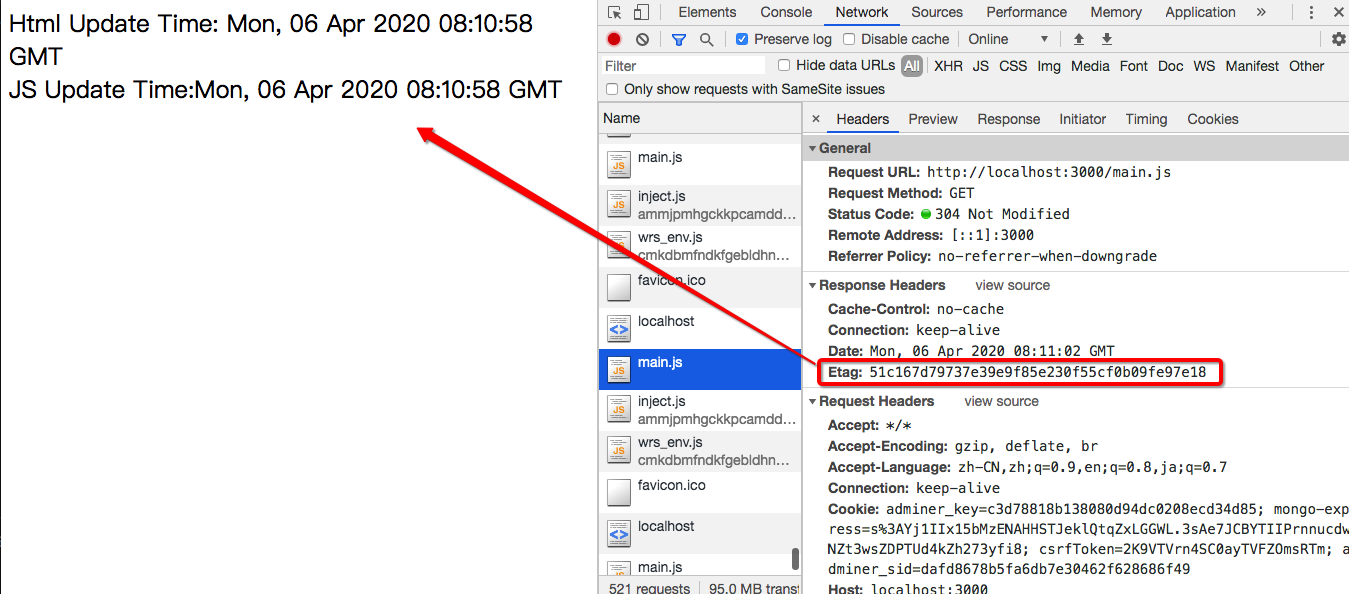 Html Update Time: Mon, 06 Apr 2020 08:10:58
GMT
JS Update Time:Mon, 06 Apr 2020 08:10:58 GMT
Elements Console Network Sources Performance Memory Application »
Preserve log Disable cache Online
Filter Hide data URLs All XHR JS CSS Img Media Font Doc WS Manifest Other
Only show requests with SameSite issues
Name
main.js
inject.js
ammjpmhgckkpcamdd...
wrs_env.js
cmkdbmfndkfgebldhn...
favicon.ico
localhost
main.js
inject.js
ammjpmhgckkpcamdd...
wrs_env.js
cmkdbmfndkfgebldhn...
favicon.ico
localhost
main.js
521 requests 95.0 MB transf
× Headers Preview Response Initiator Timing Cookies
General
Request URL: http://localhost:3000/main.js
Request Method: GET
Status Code: 304 Not Modified
Remote Address: [::1]:3000
Referrer Policy: no-referrer-when-downgrade
Response Headers view source
Cache-Control: no-cache
Connection: keep-alive
Date: Mon, 06 Apr 2020 08:11:02 GMT
Etag: 51c167d79737e39e9f85e230f55cf0b09fe97e18
Request Headers view source
Accept: */*
Accept-Encoding: gzip, deflate, br
Accept-Language: zh-CN,zh;q=0.9,en;q=0.8,ja;q=0.7
Connection: keep-alive
Cookie: adminer_key=c3d78818b138080d94dc0208ecd34d85; mongo-exp
ress=s%3AYj1IIx15bMzENAHHSTJeklQtqZxLGGWL.3sAe7JCBYTIIPrnnucdw
NZt3wsZDPTUd4kZh273yfi8; csrfToken=2K9VTVrn4SC0ayTVFZOmsRTm; a
dminer_sid=dafd8678b5fa6db7e30462f628686f49
Host: localhost:3000